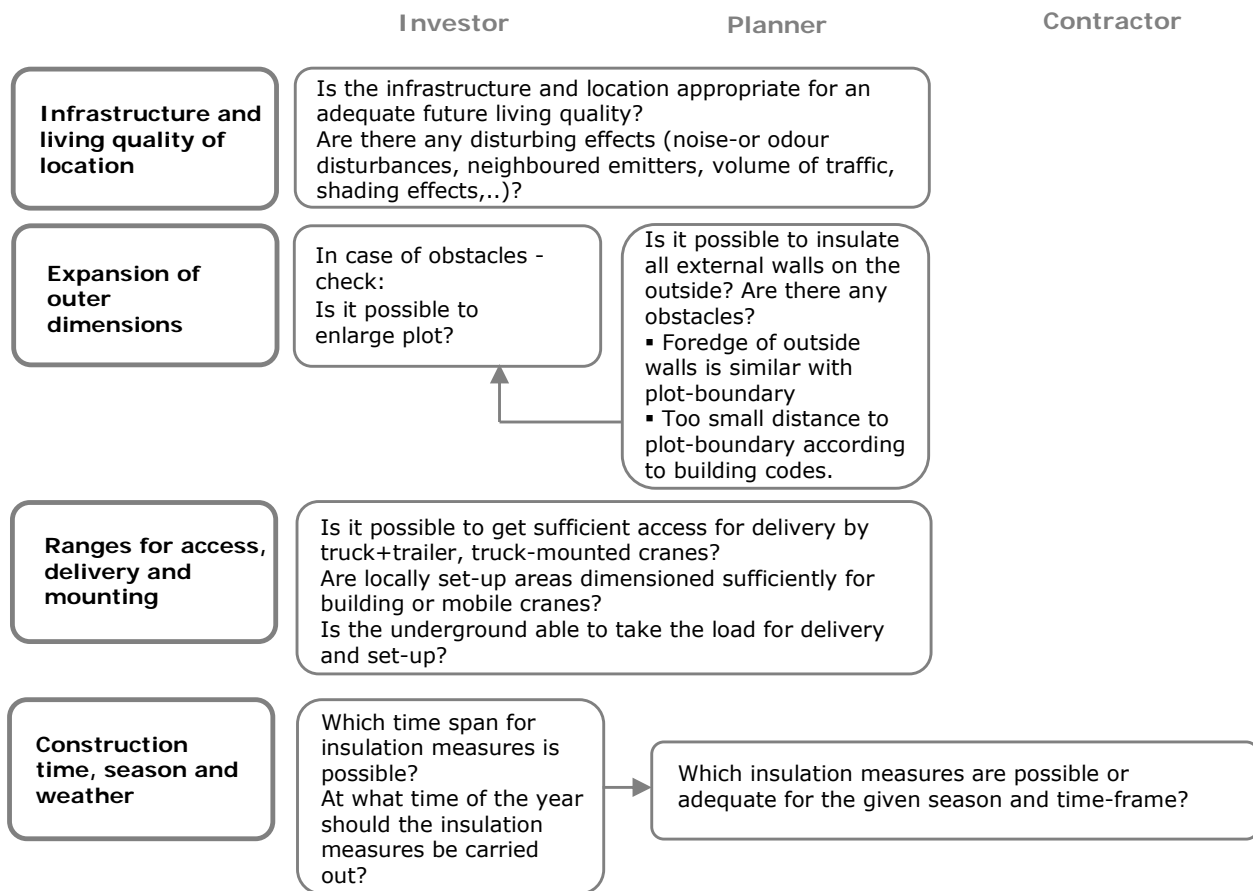 Investor
Planner
Contractor
Infrastructure and
living quality of
location
Is the infrastructure and location appropriate for an
adequate future living quality?
Are there any disturbing effects (noise-or odour
disturbances, neighboured emitters, volume of traffic,
shading effects,..)?
Expansion of
outer
dimensions
In case of obstacles -
check:
Is it possible to
enlarge plot?
Is it possible to insulate
all external walls on the
outside? Are there any
obstacles?
▪ Foredge of outside
walls is similar with
plot-boundary
▪ Too small distance to
plot-boundary according
to building codes.
Ranges for access,
delivery and
mounting
Is it possible to get sufficient access for delivery by
truck+trailer, truck-mounted cranes?
Are locally set-up areas dimensioned sufficiently for
building or mobile cranes?
Is the underground able to take the load for delivery
and set-up?
Construction
time, season and
weather
Which time span for
insulation measures is
possible?
At what time of the year
should the insulation
measures be carried
out?
Which insulation measures are possible or
adequate for the given season and time-frame?